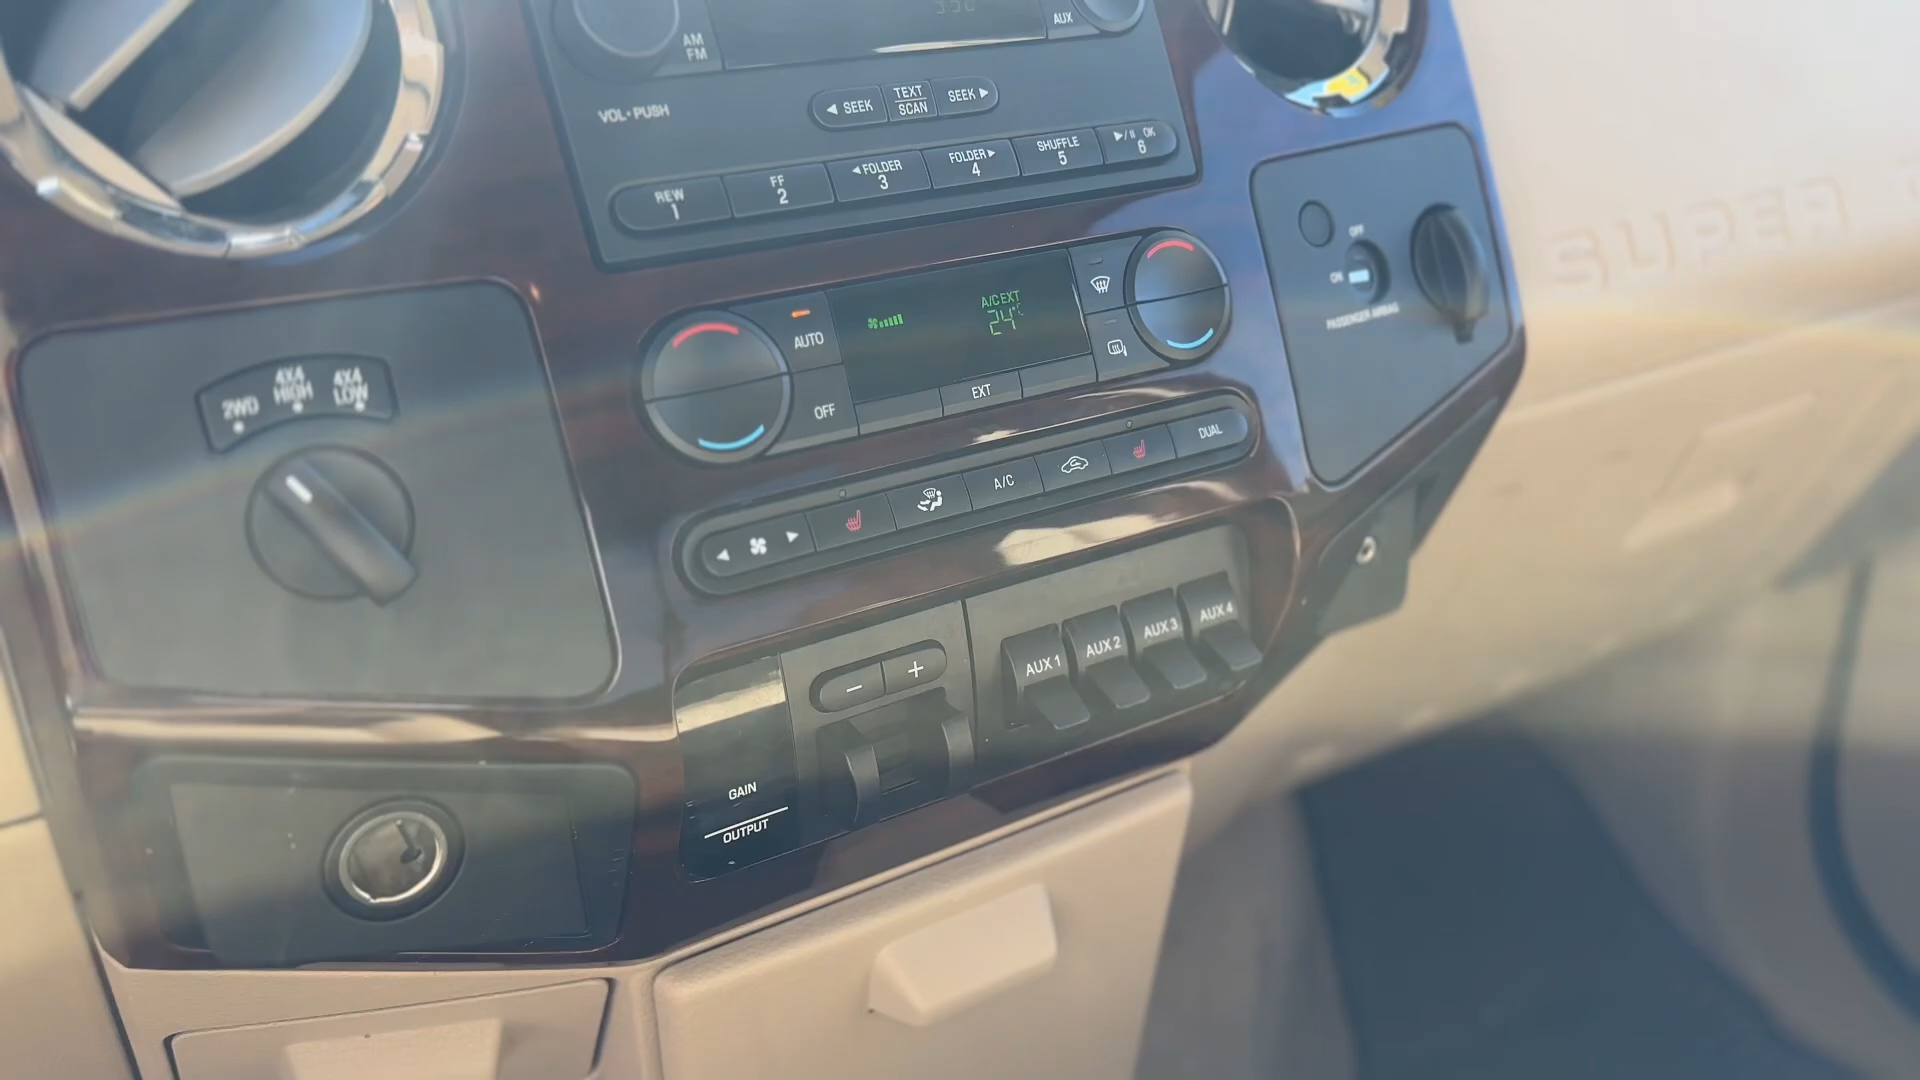 AM
FM
AUX
VOL•PUSH
◀ SEEK
TEXT
SCAN
SEEK ▶
REW
1
FF
2
◀FOLDER
3
FOLDER▶
4
SHUFFLE
5
▶/II OK
6
SUPER
2WD
4X4
HIGH
4X4
LOW
AUTO
OFF
A/C EXT
24°C
EXT
OFF
ON
PASSENGER AIRBAG
A/C
DUAL
– +
AUX 1
AUX 2
AUX 3
AUX 4
GAIN
OUTPUT